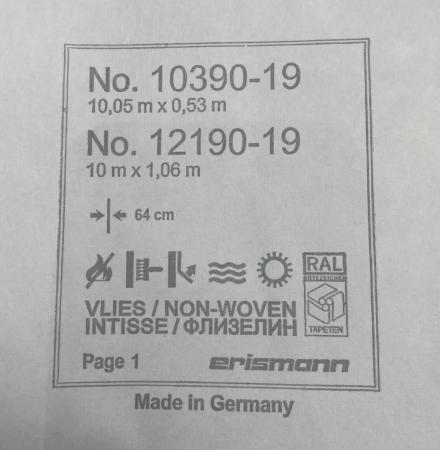 No. 10390-19
10,05 m x 0,53 m
No. 12190-19
10 m x 1,06 m
64 cm
RAL
GÜTEZEICHEN
TAPETEN
VLIES / NON-WOVEN
INTISSE / ФЛИЗЕЛИН
Page 1
erismann
Made in Germany